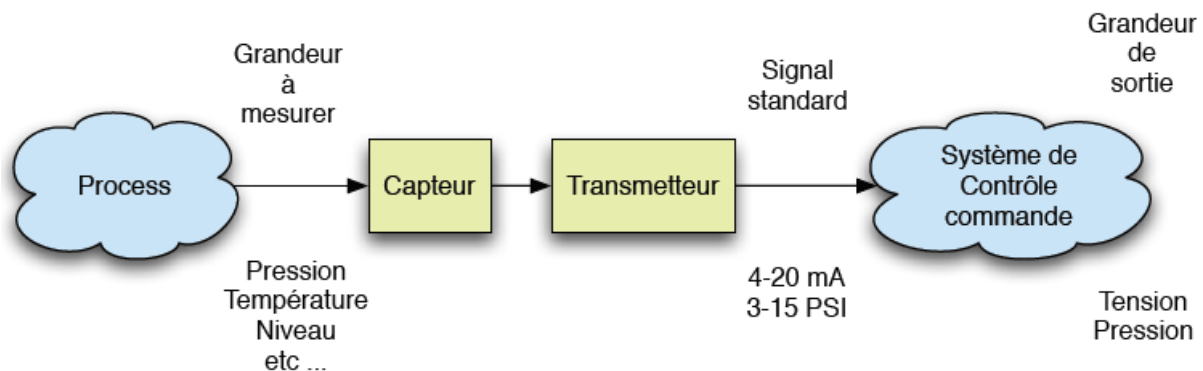 Grandeur
à
mesurer
Signal
standard
Grandeur
de
sortie
Process
Capteur
Transmetteur
Système de
Contrôle
commande
Pression
Température
Niveau
etc ...
4-20 mA
3-15 PSI
Tension
Pression